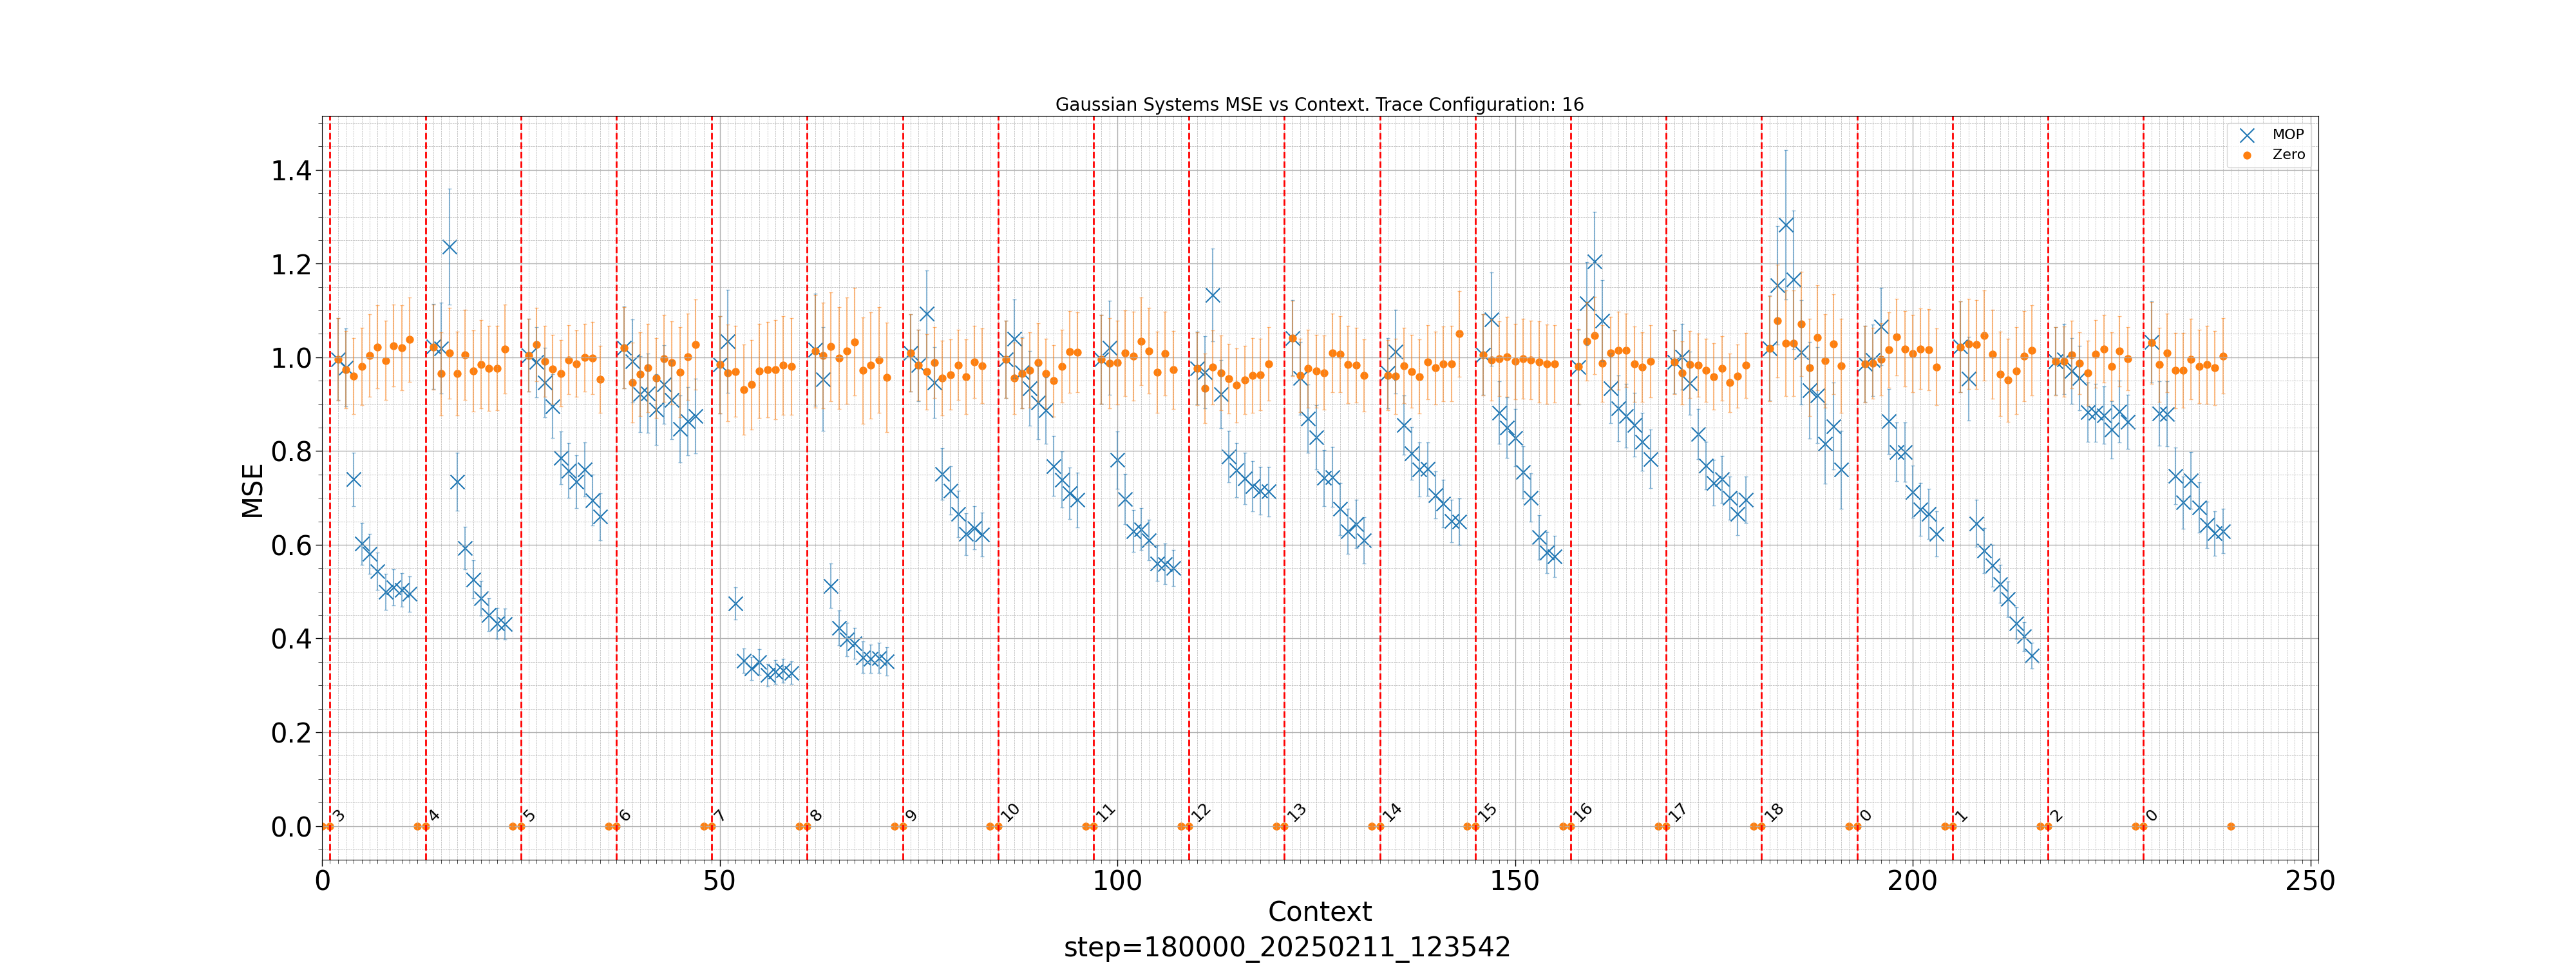 Gaussian Systems MSE vs Context. Trace Configuration: 16
MOP
Zero
1.4
1.2
1.0
0.8
0.6
0.4
0.2
0.0
MSE
3 4 5 6 7 8 9 10 11 12 13 14 15 16 17 18 0 1 2 0
0 50 100 150 200 250
Context
step=180000_20250211_123542